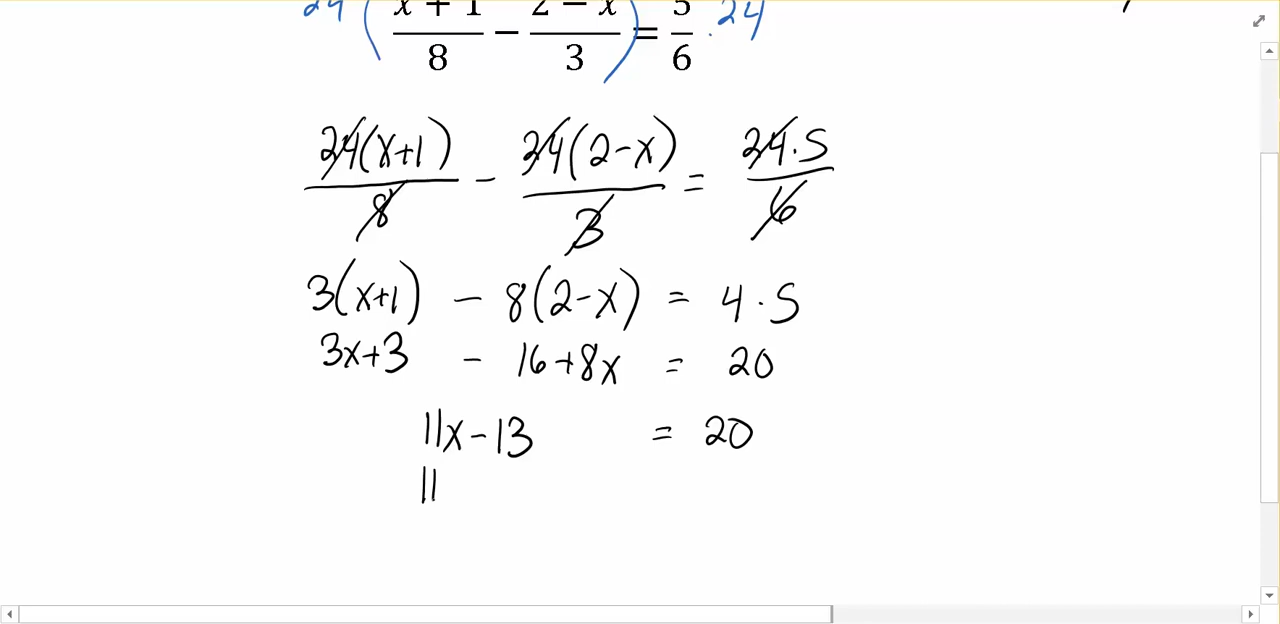 24 ( x + 1 / 8 − 2 − x / 3 ) = 5 / 6 · 24
24(x+1) / 8 − 24(2-x) / 3 = 24·5 / 6
3(x+1) − 8(2-x) = 4·5
3x+3 − 16+8x = 20
11x-13 = 20
11